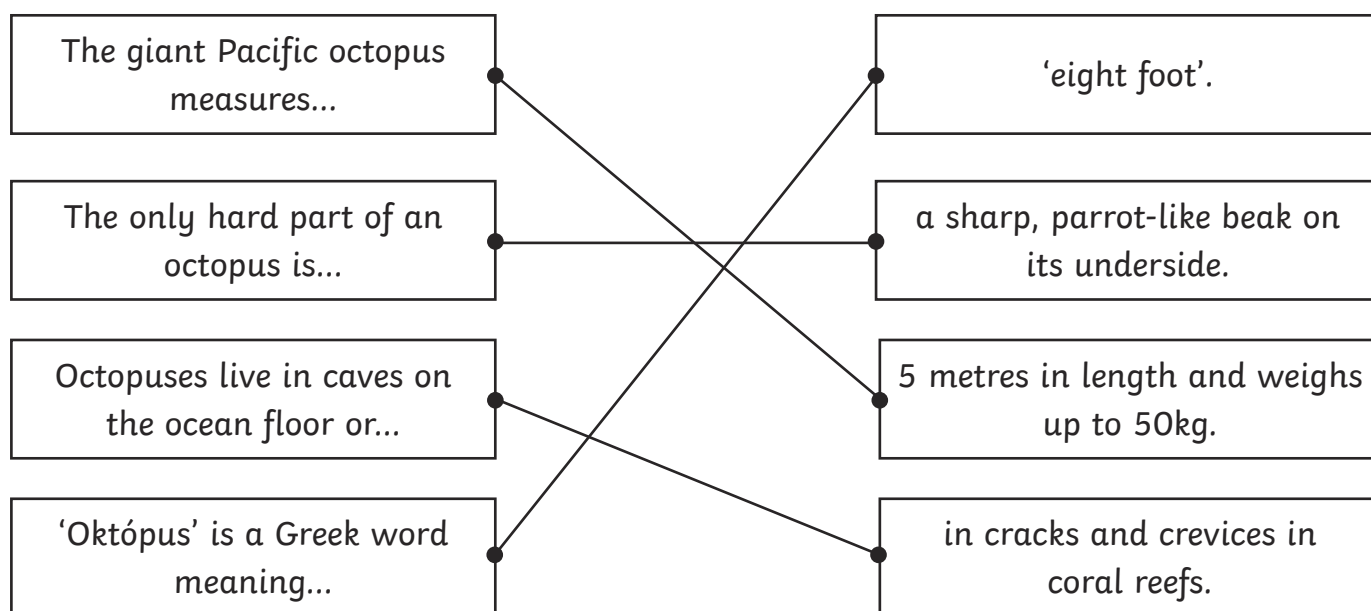 The giant Pacific octopus
measures...
‘eight foot’.
The only hard part of an
octopus is...
a sharp, parrot-like beak on
its underside.
Octopuses live in caves on
the ocean floor or...
5 metres in length and weighs
up to 50kg.
‘Októpus’ is a Greek word
meaning...
in cracks and crevices in
coral reefs.